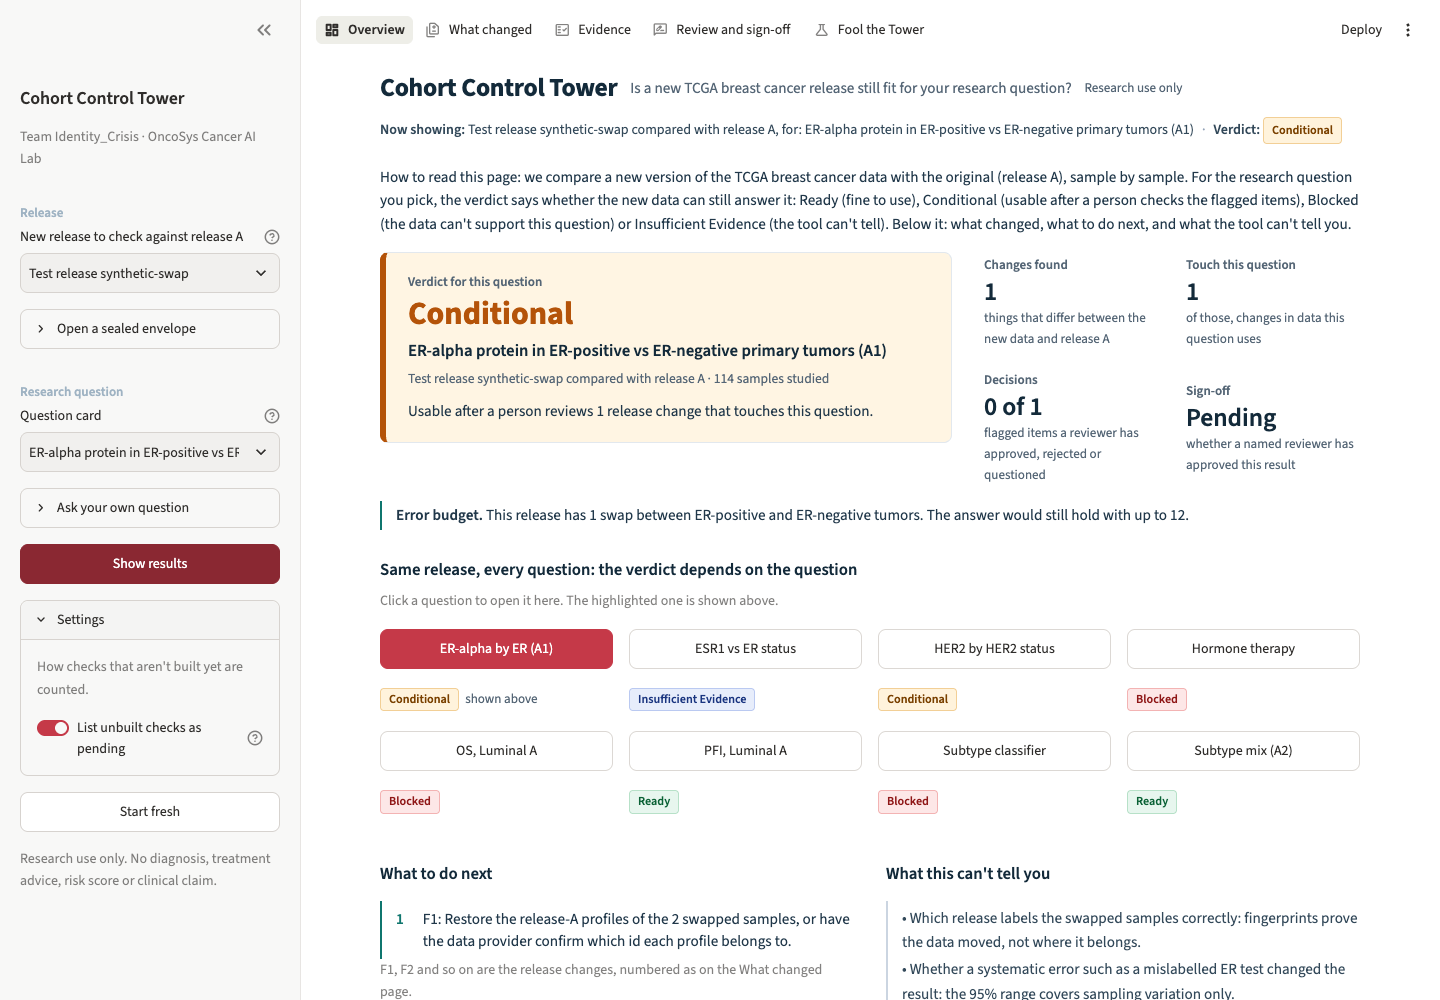 Cohort Control Tower
Team Identity_Crisis · OncoSys Cancer AI
Lab
Release
New release to check against release A
Test release synthetic-swap
Open a sealed envelope
Research question
Question card
ER-alpha protein in ER-positive vs ER
Ask your own question
Show results
Settings
How checks that aren't built yet are
counted.
List unbuilt checks as
pending
Start fresh
Research use only. No diagnosis, treatment
advice, risk score or clinical claim.
Overview
What changed
Evidence
Review and sign-off
Fool the Tower
Deploy
Cohort Control Tower Is a new TCGA breast cancer release still fit for your research question? Research use only
Now showing: Test release synthetic-swap compared with release A, for: ER-alpha protein in ER-positive vs ER-negative primary tumors (A1) · Verdict: Conditional
How to read this page: we compare a new version of the TCGA breast cancer data with the original (release A), sample by sample. For the research question
you pick, the verdict says whether the new data can still answer it: Ready (fine to use), Conditional (usable after a person checks the flagged items), Blocked
(the data can't support this question) or Insufficient Evidence (the tool can't tell). Below it: what changed, what to do next, and what the tool can't tell you.
Verdict for this question
Conditional
ER-alpha protein in ER-positive vs ER-negative primary tumors (A1)
Test release synthetic-swap compared with release A · 114 samples studied
Usable after a person reviews 1 release change that touches this question.
Changes found
1
things that differ between the
new data and release A
Touch this question
1
of those, changes in data this
question uses
Decisions
0 of 1
flagged items a reviewer has
approved, rejected or
questioned
Sign-off
Pending
whether a named reviewer has
approved this result
Error budget. This release has 1 swap between ER-positive and ER-negative tumors. The answer would still hold with up to 12.
Same release, every question: the verdict depends on the question
Click a question to open it here. The highlighted one is shown above.
ER-alpha by ER (A1)
ESR1 vs ER status
HER2 by HER2 status
Hormone therapy
Conditional shown above
Insufficient Evidence
Conditional
Blocked
OS, Luminal A
PFI, Luminal A
Subtype classifier
Subtype mix (A2)
Blocked
Ready
Blocked
Ready
What to do next
1 F1: Restore the release-A profiles of the 2 swapped samples, or have
the data provider confirm which id each profile belongs to.
F1, F2 and so on are the release changes, numbered as on the What changed
page.
What this can't tell you
• Which release labels the swapped samples correctly: fingerprints prove
the data moved, not where it belongs.
• Whether a systematic error such as a mislabelled ER test changed the
result: the 95% range covers sampling variation only.